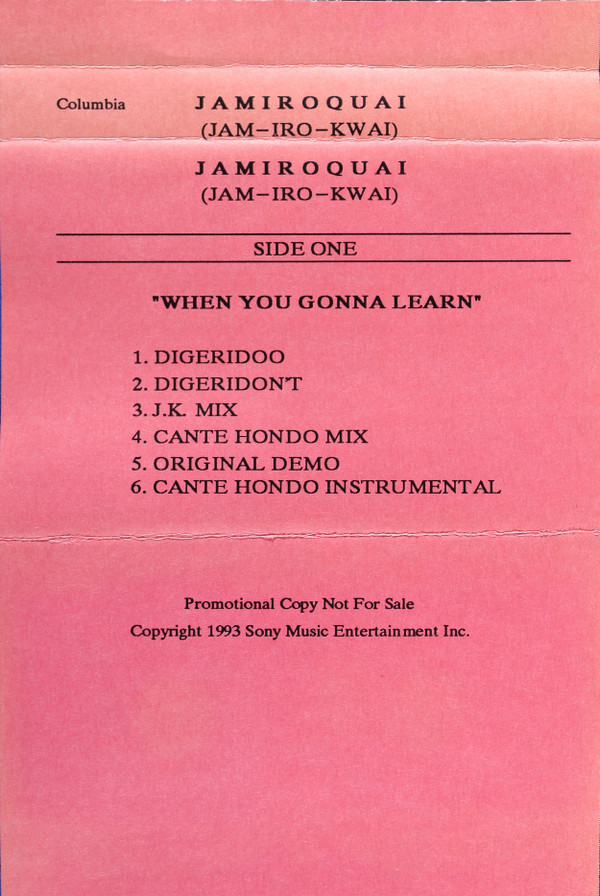 Columbia JAMIROQUAI
(JAM-IRO-KWAI)
JAMIROQUAI
(JAM-IRO-KWAI)
SIDE ONE
"WHEN YOU GONNA LEARN"
1. DIGERIDOO
2. DIGERIDON'T
3. J.K. MIX
4. CANTE HONDO MIX
5. ORIGINAL DEMO
6. CANTE HONDO INSTRUMENTAL
Promotional Copy Not For Sale
Copyright 1993 Sony Music Entertainment Inc.